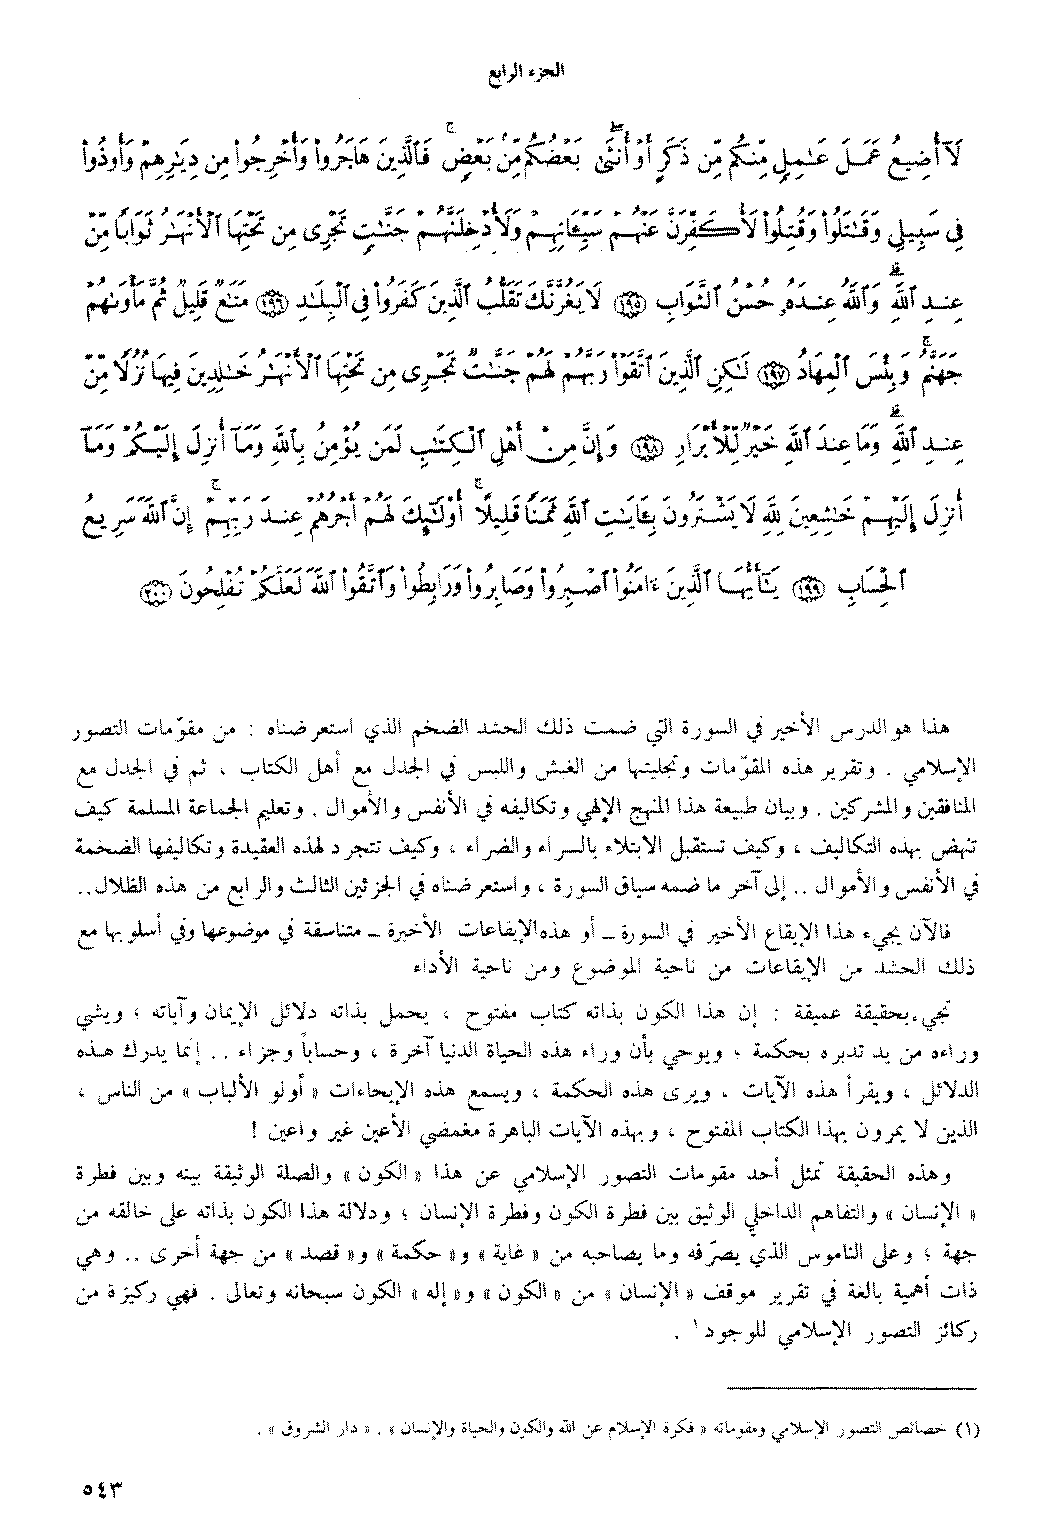 الجزء الرابع
لَآ أُضِيعُ عَمَلَ عَٰمِلٍ مِّنكُم مِّن ذَكَرٍ أَوْ أُنثَىٰۖ بَعْضُكُم مِّنۢ بَعْضٍۚ فَٱلَّذِينَ هَاجَرُوا۟ وَأُخْرِجُوا۟ مِن دِيَٰرِهِمْ وَأُوذُوا۟
فِى سَبِيلِى وَقَٰتَلُوا۟ وَقُتِلُوا۟ لَأُكَفِّرَنَّ عَنْهُمْ سَيِّـَٔاتِهِمْ وَلَأُدْخِلَنَّهُمْ جَنَّٰتٍ تَجْرِى مِن تَحْتِهَا ٱلْأَنْهَٰرُ ثَوَابًا مِّنْ
عِندِ ٱللَّهِۗ وَٱللَّهُ عِندَهُۥ حُسْنُ ٱلثَّوَابِ ﴿١٩٥﴾ لَا يَغُرَّنَّكَ تَقَلُّبُ ٱلَّذِينَ كَفَرُوا۟ فِى ٱلْبِلَٰدِ ﴿١٩٦﴾ مَتَٰعٌ قَلِيلٌ ثُمَّ مَأْوَىٰهُمْ
جَهَنَّمُۚ وَبِئْسَ ٱلْمِهَادُ ﴿١٩٧﴾ لَٰكِنِ ٱلَّذِينَ ٱتَّقَوْا۟ رَبَّهُمْ لَهُمْ جَنَّٰتٌ تَجْرِى مِن تَحْتِهَا ٱلْأَنْهَٰرُ خَٰلِدِينَ فِيهَا نُزُلًا مِّنْ
عِندِ ٱللَّهِۗ وَمَا عِندَ ٱللَّهِ خَيْرٌ لِّلْأَبْرَارِ ﴿١٩٨﴾ وَإِنَّ مِنْ أَهْلِ ٱلْكِتَٰبِ لَمَن يُؤْمِنُ بِٱللَّهِ وَمَآ أُنزِلَ إِلَيْكُمْ وَمَآ
أُنزِلَ إِلَيْهِمْ خَٰشِعِينَ لِلَّهِ لَا يَشْتَرُونَ بِـَٔايَٰتِ ٱللَّهِ ثَمَنًا قَلِيلًاۚ أُو۟لَٰٓئِكَ لَهُمْ أَجْرُهُمْ عِندَ رَبِّهِمْۚ إِنَّ ٱللَّهَ سَرِيعُ
ٱلْحِسَابِ ﴿١٩٩﴾ يَٰٓأَيُّهَا ٱلَّذِينَ ءَامَنُوا۟ ٱصْبِرُوا۟ وَصَابِرُوا۟ وَرَابِطُوا۟ وَٱتَّقُوا۟ ٱللَّهَ لَعَلَّكُمْ تُفْلِحُونَ ﴿٢٠٠﴾
هذا هو الدرس الأخير في السورة التي ضمت ذلك الحشد الضخم الذي استعرضناه : من مقوّمات التصور
الإسلامي . وتقرير هذه المقوّمات وتجليتها من الغبش واللبس في الجدل مع أهل الكتاب ، ثم في الجدل مع
المنافقين والمشركين . وبيان طبيعة هذا المنهج الإلهي وتكاليفه في الأنفس والأموال . وتعليم الجماعة المسلمة كيف
تنهض بهذه التكاليف ، وكيف تستقبل الابتلاء بالسراء والضراء ، وكيف تتجرد لهذه العقيدة وتكاليفها الضخمة
في الأنفس والأموال .. إلى آخر ما ضمه سياق السورة ، واستعرضناه في الجزئين الثالث والرابع من هذه الظلال..
فالآن يجيء هذا الإيقاع الأخير في السورة – أو هذه الإيقاعات الأخيرة – متناسقة في موضوعها وفي أسلوبها مع
ذلك الحشد من الإيقاعات من ناحية الموضوع ومن ناحية الأداء
تجيء بحقيقة عميقة : إن هذا الكون بذاته كتاب مفتوح ، يحمل بذاته دلائل الإيمان وآياته ؛ ويشي
وراءه من يد تدبره بحكمة ؛ ويوحي بأن وراء هذه الحياة الدنيا آخرة ، وحساباً وجزاء .. إنما يدرك هذه
الدلائل ، ويقرأ هذه الآيات ، ويرى هذه الحكمة ، ويسمع هذه الإيحاءات « أولو الألباب » من الناس ،
الذين لا يمرون بهذا الكتاب المفتوح ، وبهذه الآيات الباهرة مغمضي الأعين غير واعين !
وهذه الحقيقة تمثل أحد مقومات التصور الإسلامي عن هذا « الكون » والصلة الوثيقة بينه وبين فطرة
« الإنسان » والتفاهم الداخلي الوثيق بين فطرة الكون وفطرة الإنسان ؛ ودلالة هذا الكون بذاته على خالقه من
جهة ؛ وعلى الناموس الذي يصرّفه وما يصاحبه من « غاية » و« حكمة » و« قصد » من جهة أخرى .. وهي
ذات أهمية بالغة في تقرير موقف « الإنسان » من « الكون » و« إله » الكون سبحانه وتعالى . فهي ركيزة من
ركائز التصور الإسلامي للوجود ١ .
(١) خصائص التصور الإسلامي ومقوماته « فكرة الإسلام عن الله والكون والحياة والإنسان » . « دار الشروق » .
٥٤٣